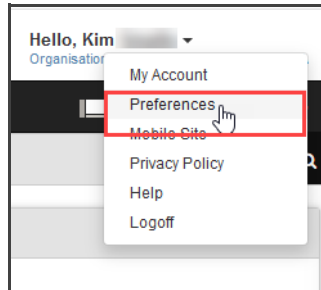 Hello, Kim
Organisation
My Account
Preferences
Mobile Site
Privacy Policy
Help
Logoff